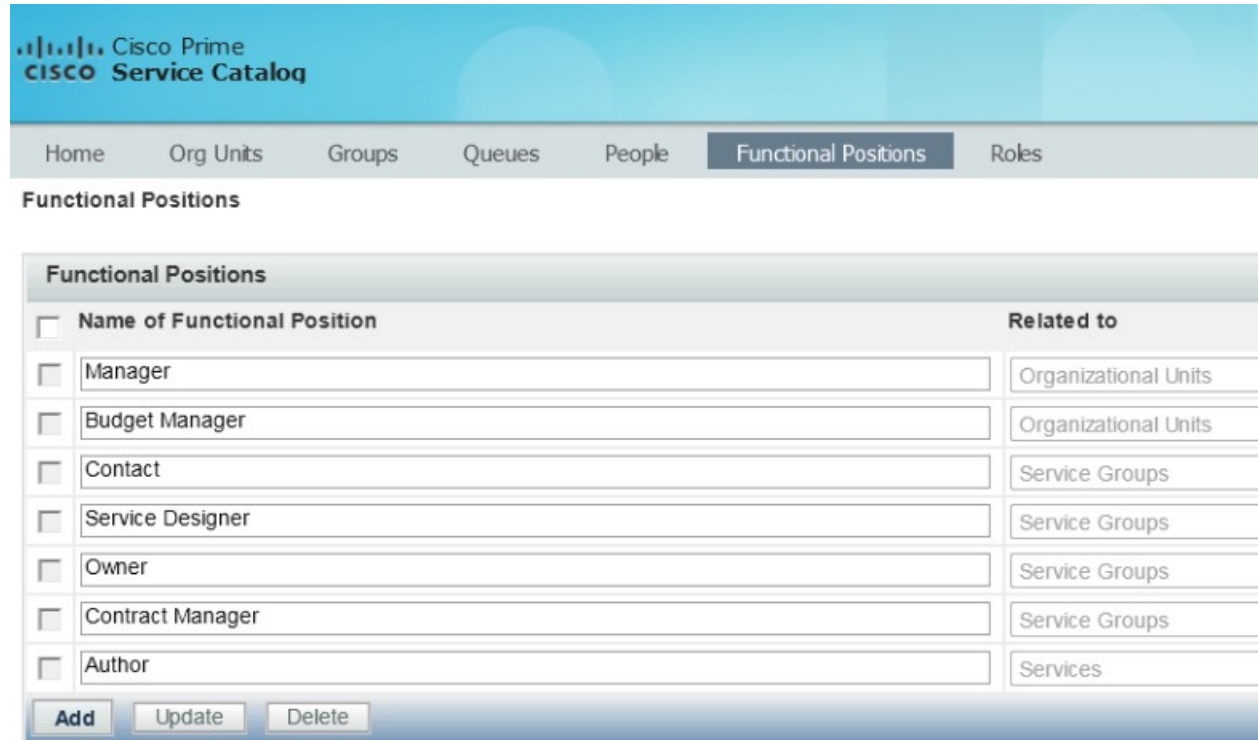 Cisco Prime
CISCO Service Catalog
Home Org Units Groups Queues People Functional Positions Roles
Functional Positions
Functional Positions
Name of Functional Position Related to
Manager Organizational Units
Budget Manager Organizational Units
Contact Service Groups
Service Designer Service Groups
Owner Service Groups
Contract Manager Service Groups
Author Services
Add Update Delete